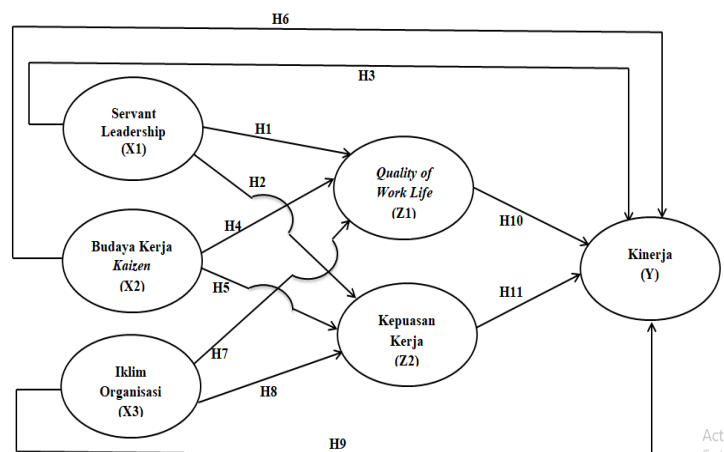 H6
H3
Servant
Leadership
(X1)
H1
Quality of
Work Life
(Z1)
H2
H4
H10
Budaya Kerja
Kaizen
(X2)
Kinerja
(Y)
H5
H11
Kepuasan
Kerja
(Z2)
H7
Iklim
Organisasi
(X3)
H8
H9
Act